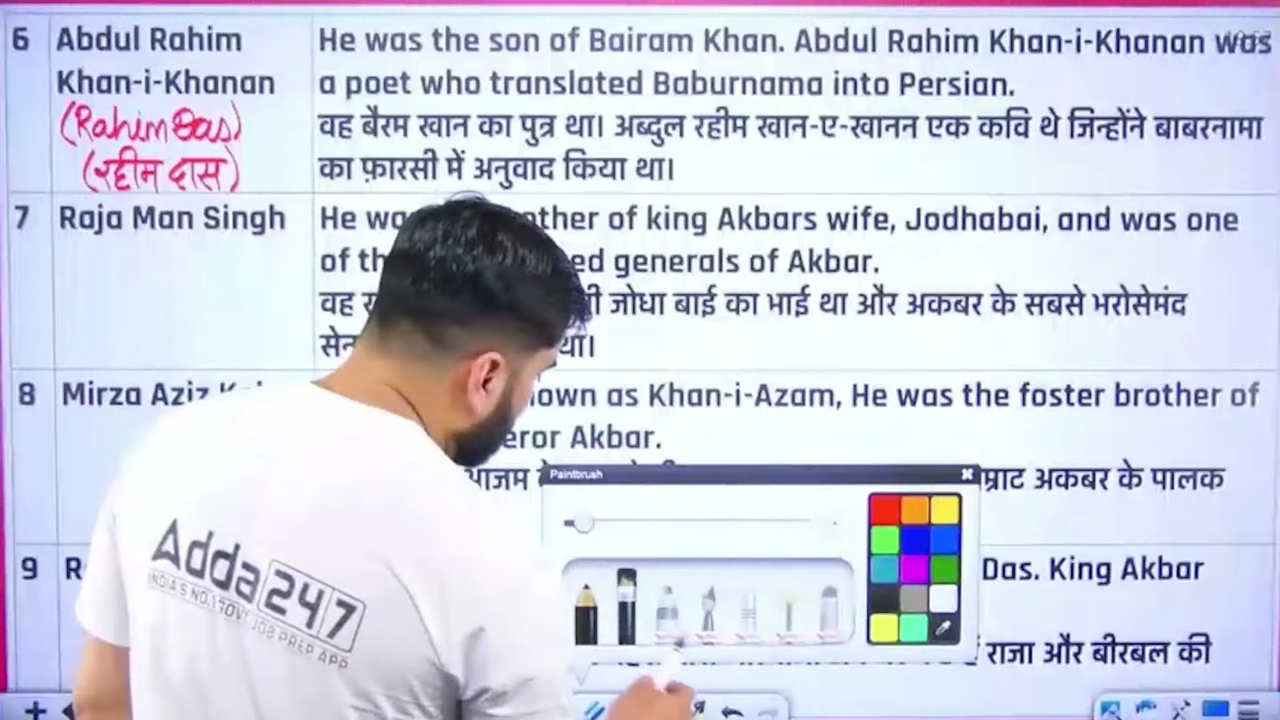 6 Abdul Rahim He was the son of Bairam Khan. Abdul Rahim Khan-i-Khanan was
Khan-i-Khanan a poet who translated Baburnama into Persian.
(Rahim Das) वह बैरम खान का पुत्र था। अब्दुल रहीम खान-ए-खानन एक कवि थे जिन्होंने बाबरनामा
(रहीम दास) का फ़ारसी में अनुवाद किया था।
7 Raja Man Singh He other of king Akbars wife, Jodhabai, and was one
of ed generals of Akbar.
वह जोधा बाई का भाई था और अकबर के सबसे भरोसेमंद
था।
8 Mirza Aziz as Khan-i-Azam, He was the foster brother of
eror Akbar.
म्राट अकबर के पालक
Paintbrush
9 R Das. King Akbar
राजा और बीरबल की
Adda247
INDIA'S NO.1 GOVT JOB PREP APP